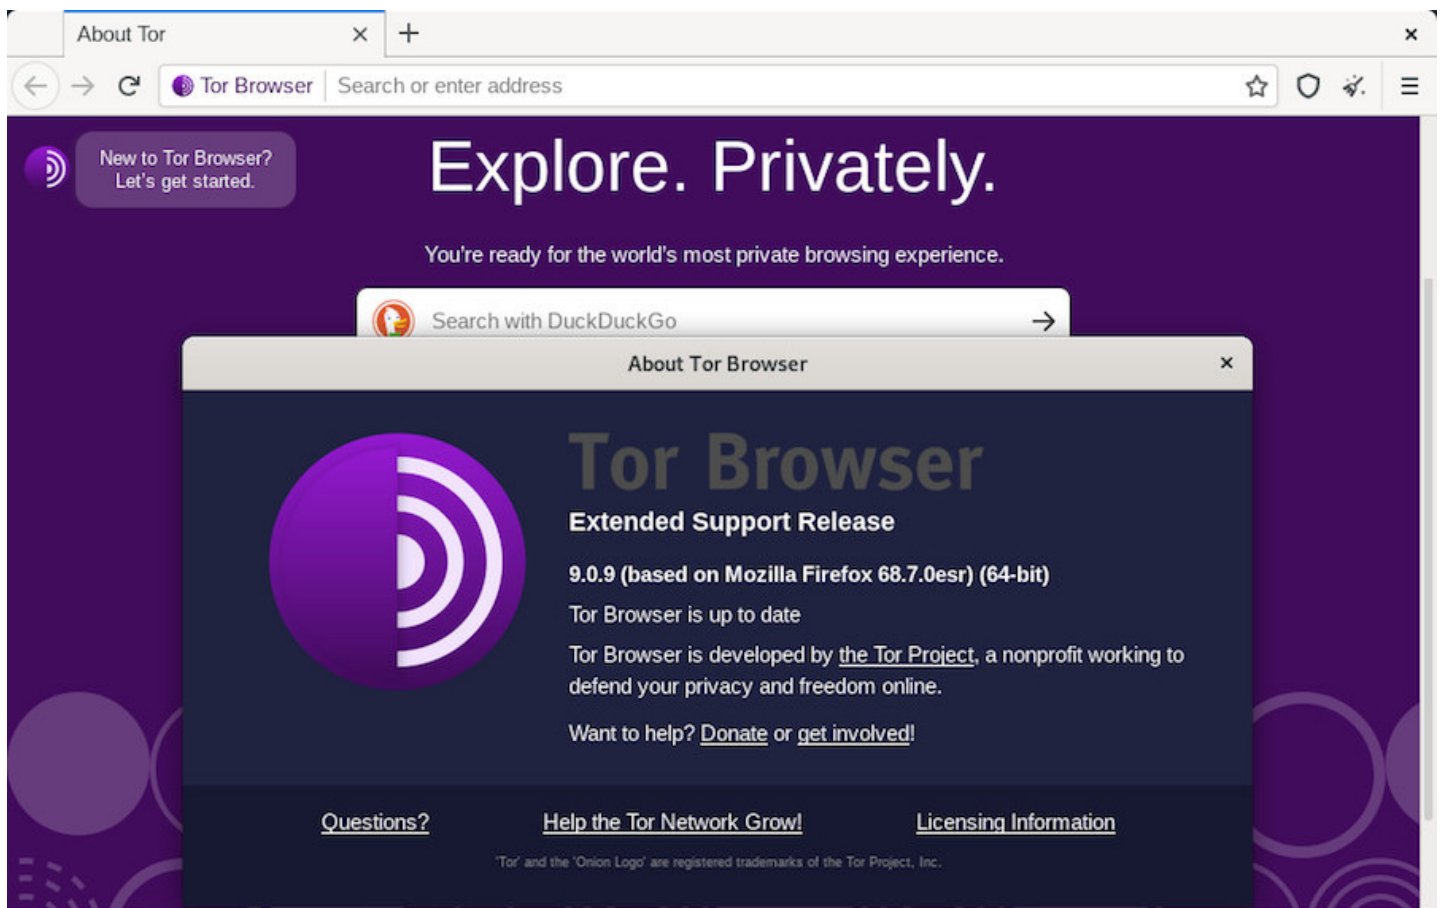 About Tor
Tor Browser
Search or enter address
New to Tor Browser?
Let's get started.
Explore. Privately.
You're ready for the world's most private browsing experience.
Search with DuckDuckGo
About Tor Browser
Tor Browser
Extended Support Release
9.0.9 (based on Mozilla Firefox 68.7.0esr) (64-bit)
Tor Browser is up to date
Tor Browser is developed by the Tor Project, a nonprofit working to
defend your privacy and freedom online.
Want to help? Donate or get involved!
Questions? Help the Tor Network Grow! Licensing Information
'Tor' and the 'Onion Logo' are registered trademarks of the Tor Project, Inc.